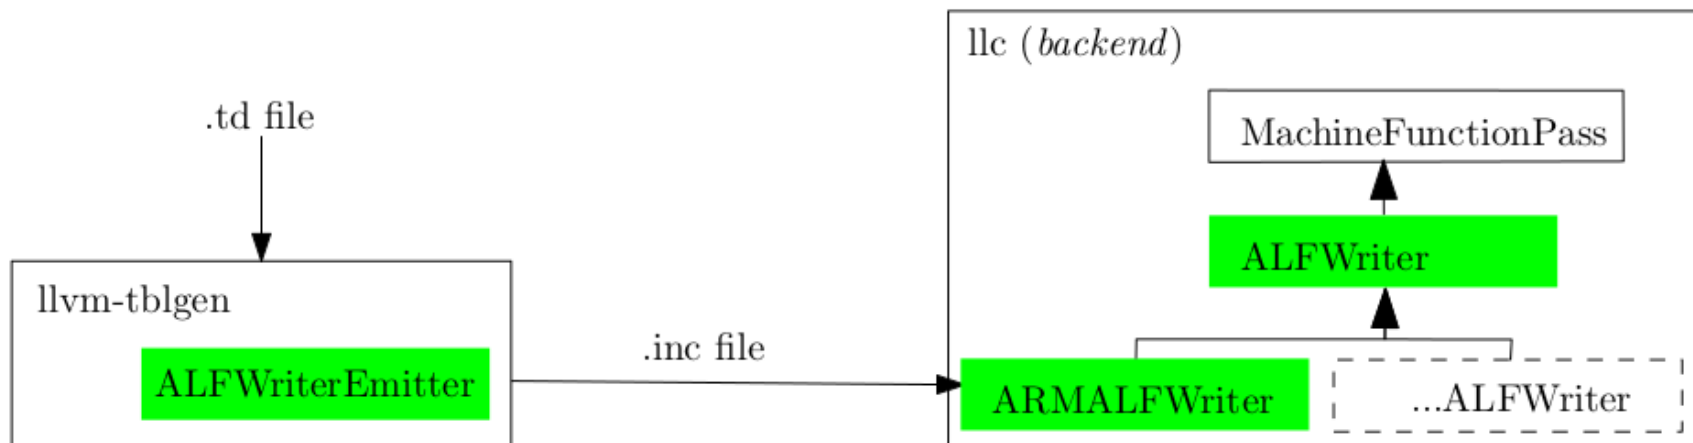 llc (backend)
.td file
MachineFunctionPass
ALFWriter
llvm-tblgen
.inc file
ALFWriterEmitter
ARMALFWriter
...ALFWriter